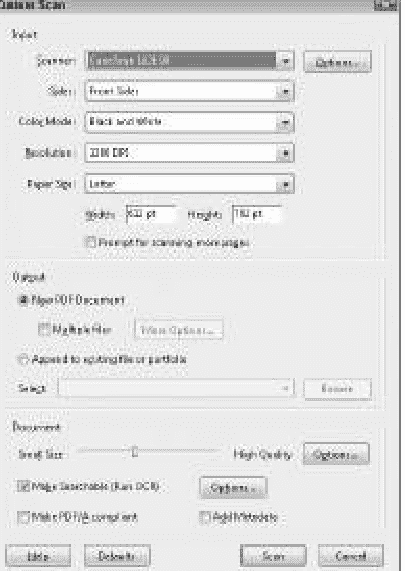 Custom Scan
Input
Scanner: Options...
Sides: Front Sides
Color Mode: Black and White
Resolution: DPI
Paper Size: Letter
Width: pt Height: pt
Prompt for scanning more pages
Output
New PDF Document
Multiple files More Options...
Append to existing file or portfolio
Select: Browse
Document
Small Size High Quality Options...
Make Searchable (Run OCR) Options...
Make PDF/A compliant Add Metadata
Help Defaults Scan Cancel